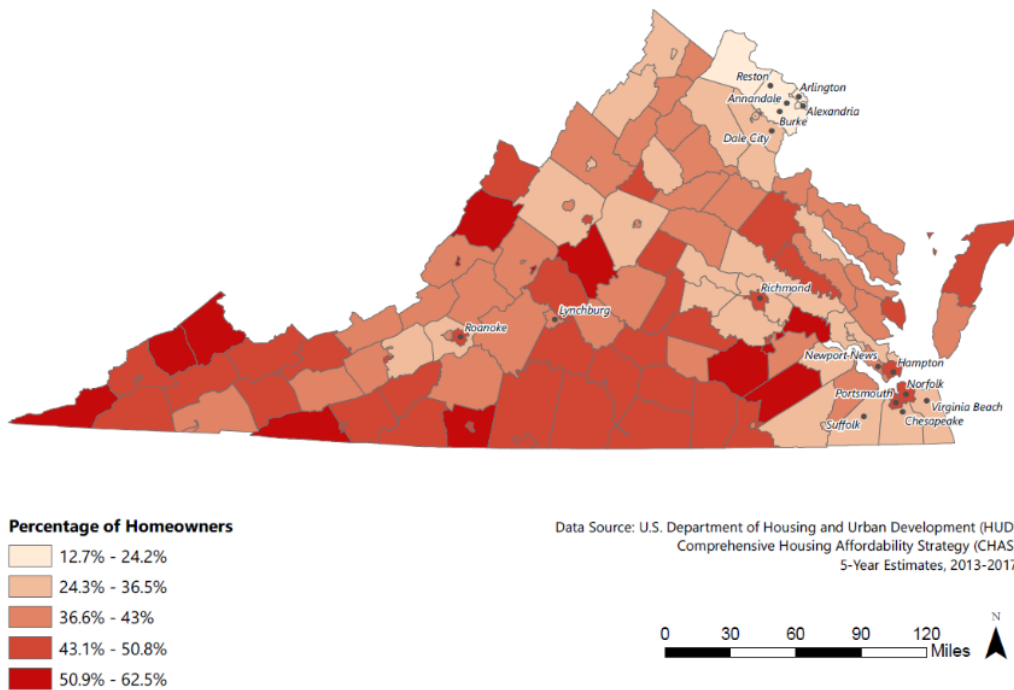 Reston
Arlington
Annandale
Alexandria
Burke
Dale City
Richmond
Lynchburg
Roanoke
Newport News
Hampton
Norfolk
Portsmouth
Virginia Beach
Suffolk
Chesapeake
Percentage of Homeowners
12.7% - 24.2%
24.3% - 36.5%
36.6% - 43%
43.1% - 50.8%
50.9% - 62.5%
Data Source: U.S. Department of Housing and Urban Development (HUD
Comprehensive Housing Affordability Strategy (CHAS
5-Year Estimates, 2013-2017
N
0 30 60 90 120
Miles